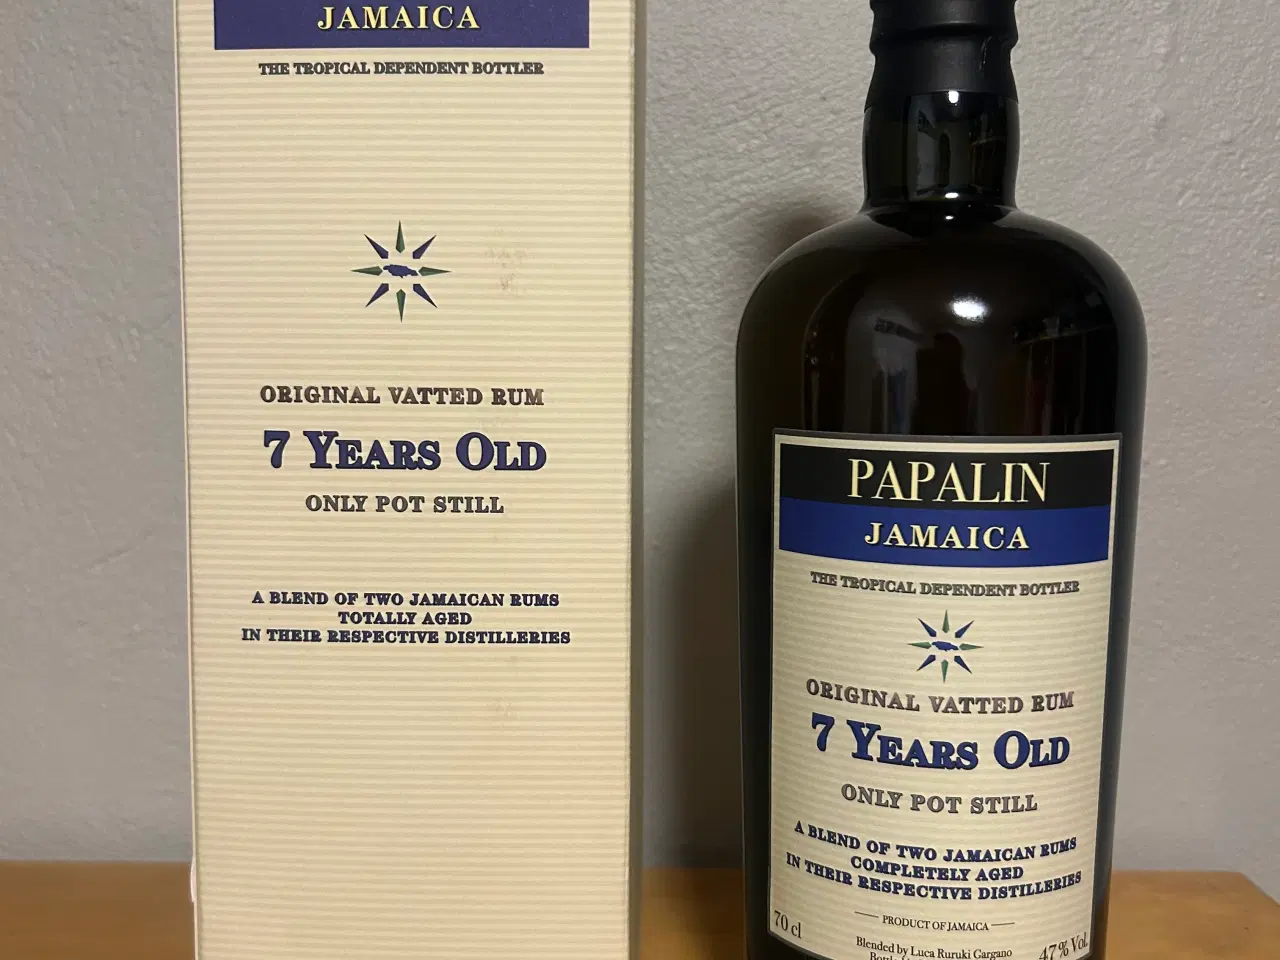 JAMAICA
THE TROPICAL DEPENDENT BOTTLER
ORIGINAL VATTED RUM
7 YEARS OLD
ONLY POT STILL
A BLEND OF TWO JAMAICAN RUMS
TOTALLY AGED
IN THEIR RESPECTIVE DISTILLERIES
PAPALIN
JAMAICA
THE TROPICAL DEPENDENT BOTTLER
ORIGINAL VATTED RUM
7 YEARS OLD
ONLY POT STILL
A BLEND OF TWO JAMAICAN RUMS
COMPLETELY AGED
IN THEIR RESPECTIVE DISTILLERIES
PRODUCT OF JAMAICA
70 cl
Blended by Luca Ruruki Gargano
47% Vol.